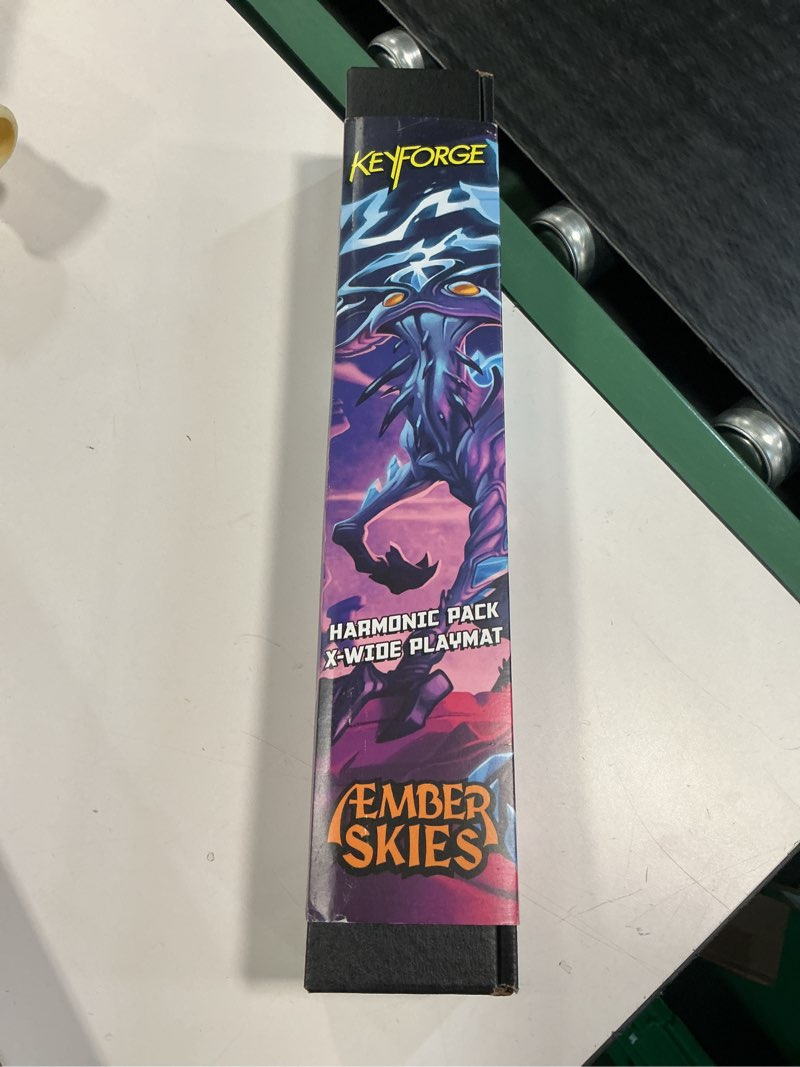 KEYFORGE
HARMONIC PACK
X-WIDE PLAYMAT
ÆMBER
SKIES